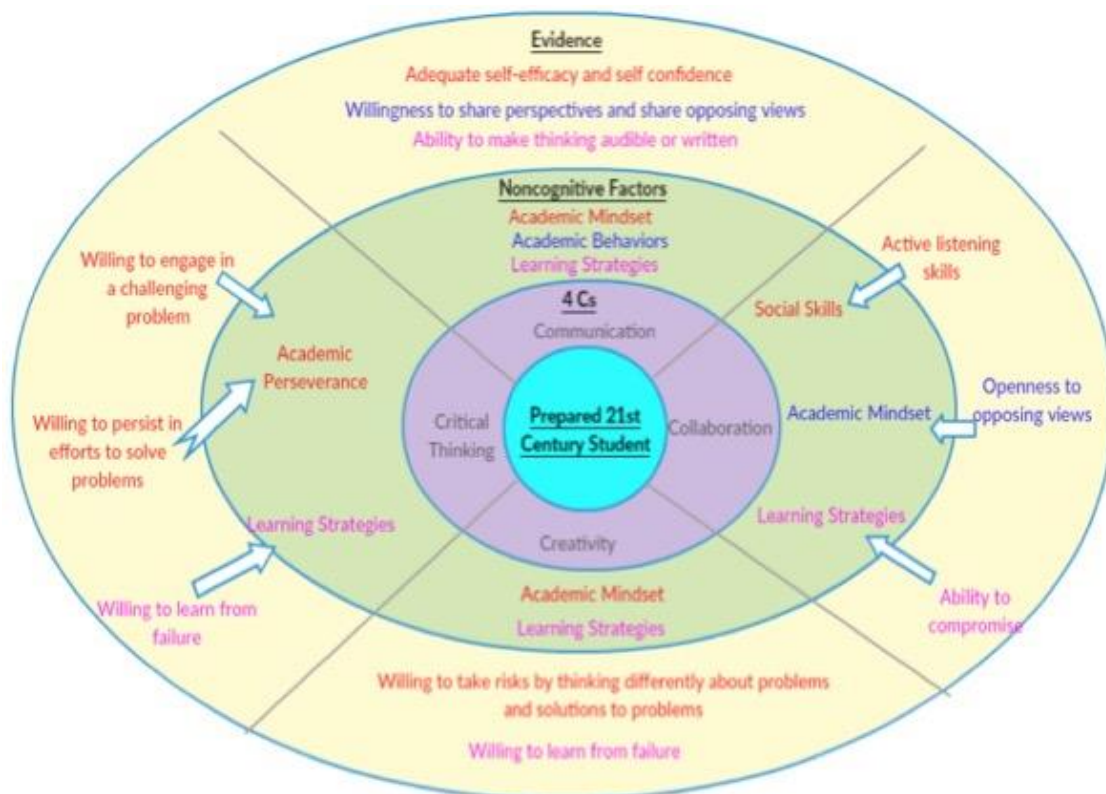 Evidence
Adequate self-efficacy and self confidence
Willingness to share perspectives and share opposing views
Ability to make thinking audible or written
Noncognitive Factors
Academic Mindset
Academic Behaviors
Learning Strategies
4 Cs
Communication
Willing to engage in
a challenging
problem
Academic
Perseverance
Willing to persist in
efforts to solve
problems
Learning Strategies
Willing to learn from
failure
Critical
Thinking
Prepared 21st
Century Student
Collaboration
Social Skills
Active listening
skills
Academic Mindset
Openness to
opposing views
Learning Strategies
Ability to
compromise
Creativity
Academic Mindset
Learning Strategies
Willing to take risks by thinking differently about problems
and solutions to problems
Willing to learn from failure